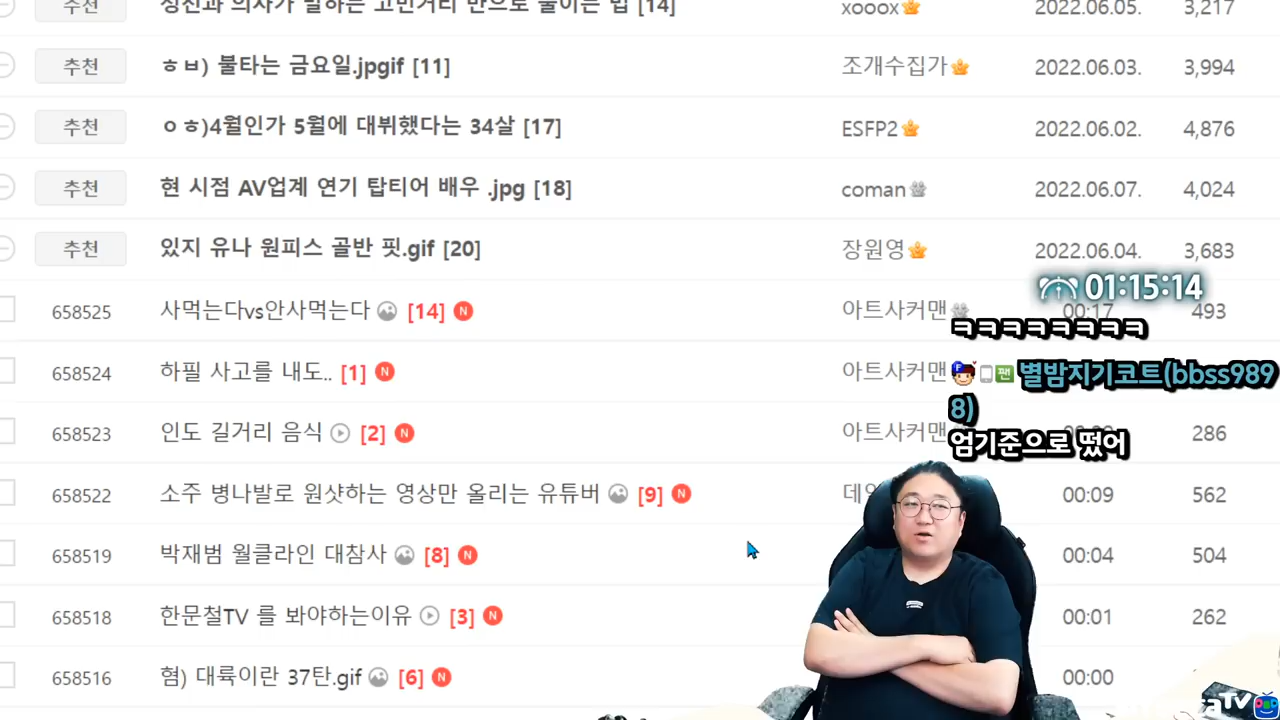 추천 정신과 의사가 말하는 고민거리 반으로 줄이는 법 [14] xooox 2022.06.05. 3,217
추천 ㅎㅂ) 불타는 금요일.jpgif [11] 조개수집가 2022.06.03. 3,994
추천 ㅇㅎ)4월인가 5월에 대뷔했다는 34살 [17] ESFP2 2022.06.02. 4,876
추천 현 시점 AV업계 연기 탑티어 배우 .jpg [18] coman 2022.06.07. 4,024
추천 있지 유나 원피스 골반 핏.gif [20] 장원영 2022.06.04. 3,683
01:15:14
658525 사먹는다vs안사먹는다 [14] N 아트사커맨 00:17 493
ㅋㅋㅋㅋㅋㅋㅋㅋ
658524 하필 사고를 내도.. [1] N 아트사커맨
팬 별밤지기코트(bbss989
8)
658523 인도 길거리 음식 [2] N 아트사커맨 286
엄기준으로 떴어
658522 소주 병나발로 원샷하는 영상만 올리는 유튜버 [9] N 00:09 562
658519 박재범 월클라인 대참사 [8] N 00:04 504
658518 한문철TV 를 봐야하는이유 [3] N 00:01 262
658516 혐) 대륙이란 37탄.gif [6] N 00:00